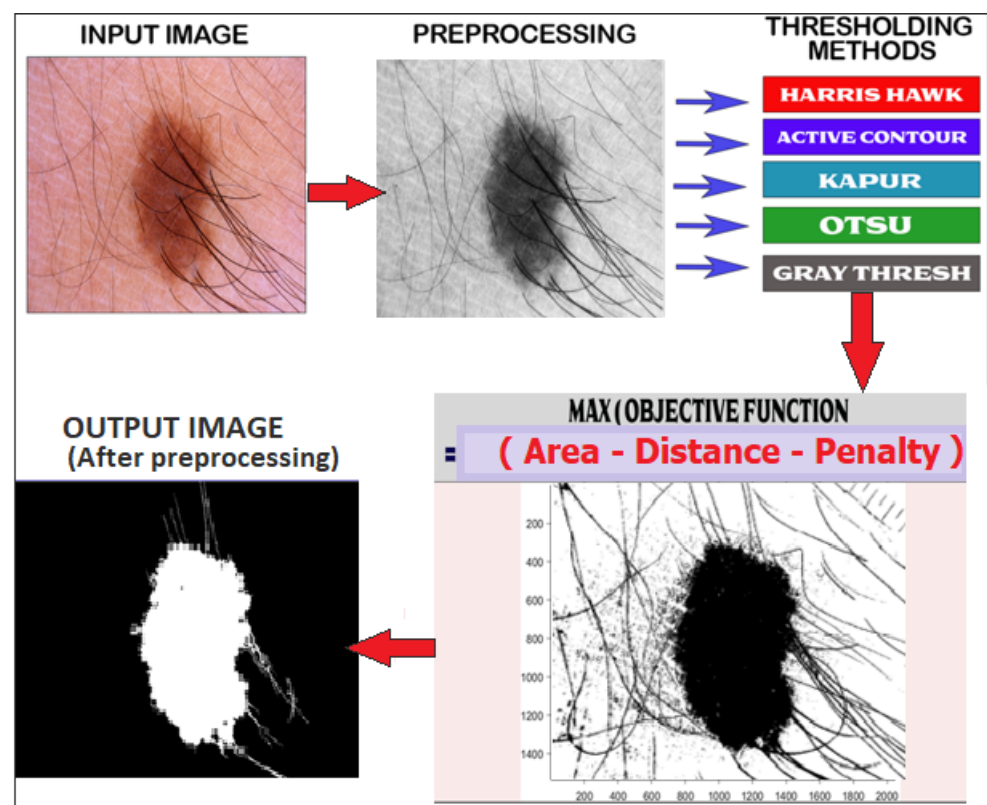 INPUT IMAGE
PREPROCESSING
THRESHOLDING
METHODS
HARRIS HAWK
ACTIVE CONTOUR
KAPUR
OTSU
GRAY THRESH
MAX ( OBJECTIVE FUNCTION
= ( Area - Distance - Penalty )
OUTPUT IMAGE
(After preprocessing)
200
400
600
800
1000
1200
1400
200 400 600 800 1000 1200 1400 1600 1800 2000